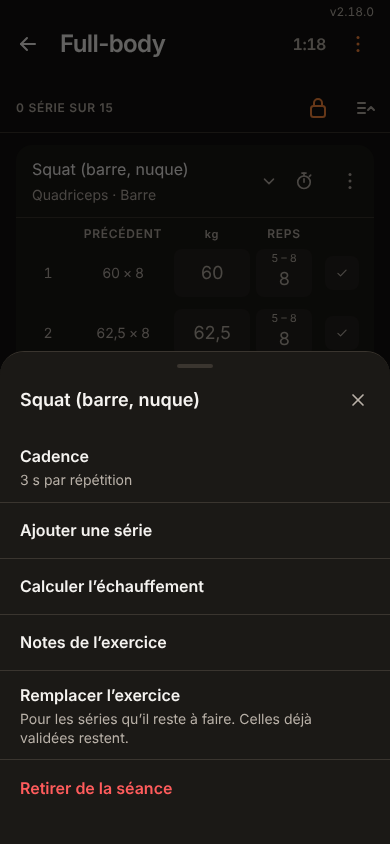 v2.18.0
Full-body
1:18
0 SÉRIE SUR 15
Squat (barre, nuque)
Quadriceps · Barre
PRÉCÉDENT kg REPS
1 60 × 8 60 5 – 8 8
2 62,5 × 8 62,5 5 – 8 8
Squat (barre, nuque)
Cadence
3 s par répétition
Ajouter une série
Calculer l’échauffement
Notes de l’exercice
Remplacer l’exercice
Pour les séries qu’il reste à faire. Celles déjà
validées restent.
Retirer de la séance